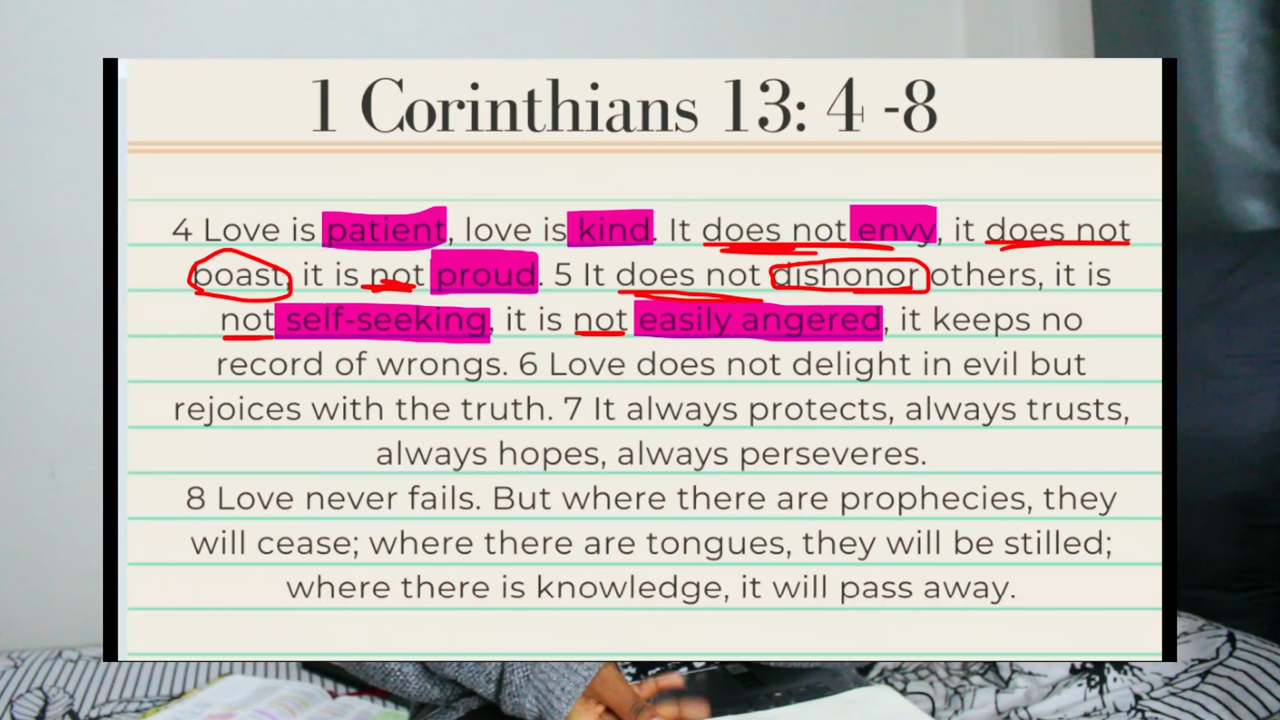 1 Corinthians 13: 4 -8
4 Love is patient, love is kind. It does not envy, it does not
boast, it is not proud. 5 It does not dishonor others, it is
not self-seeking, it is not easily angered, it keeps no
record of wrongs. 6 Love does not delight in evil but
rejoices with the truth. 7 It always protects, always trusts,
always hopes, always perseveres.
8 Love never fails. But where there are prophecies, they
will cease; where there are tongues, they will be stilled;
where there is knowledge, it will pass away.